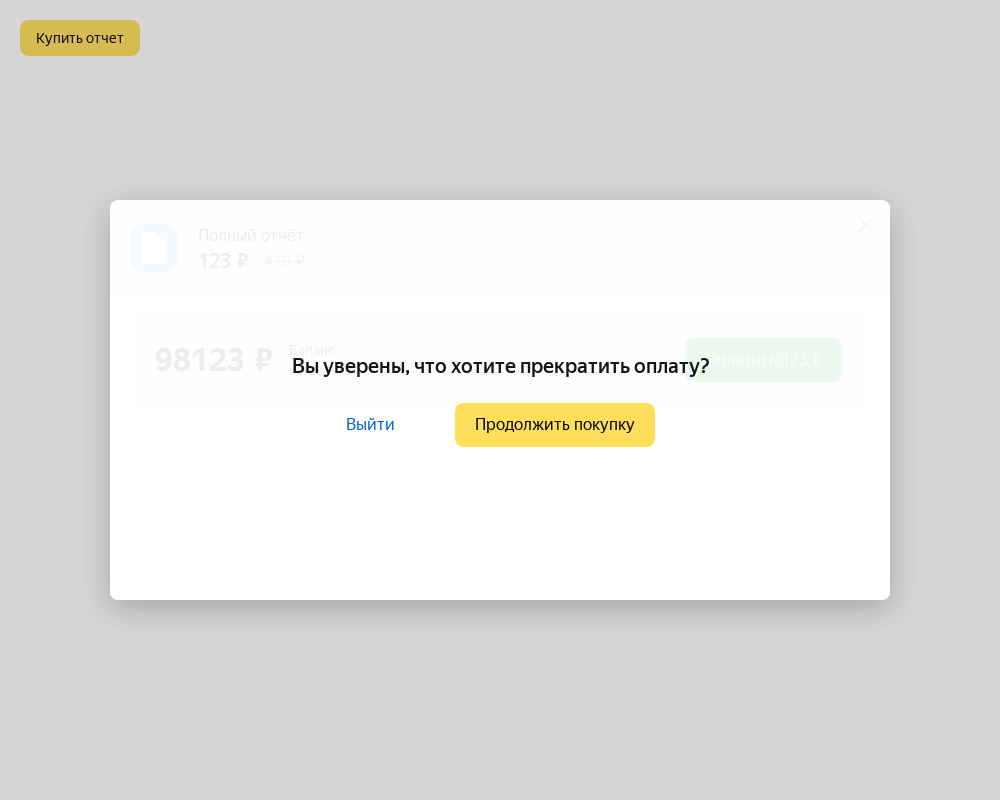 Купить отчет
Полный отчёт
123 ₽ 410 ₽
98123 ₽
Баланс
Оплатить 123 ₽
Вы уверены, что хотите прекратить оплату?
Выйти
Продолжить покупку